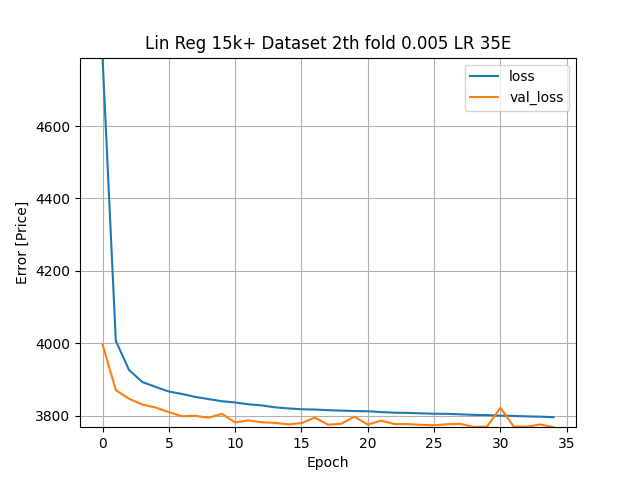 Lin Reg 15k+ Dataset 2th fold 0.005 LR 35E
loss
val_loss
Error [Price]
4600
4400
4200
4000
3800
0 5 10 15 20 25 30 35
Epoch